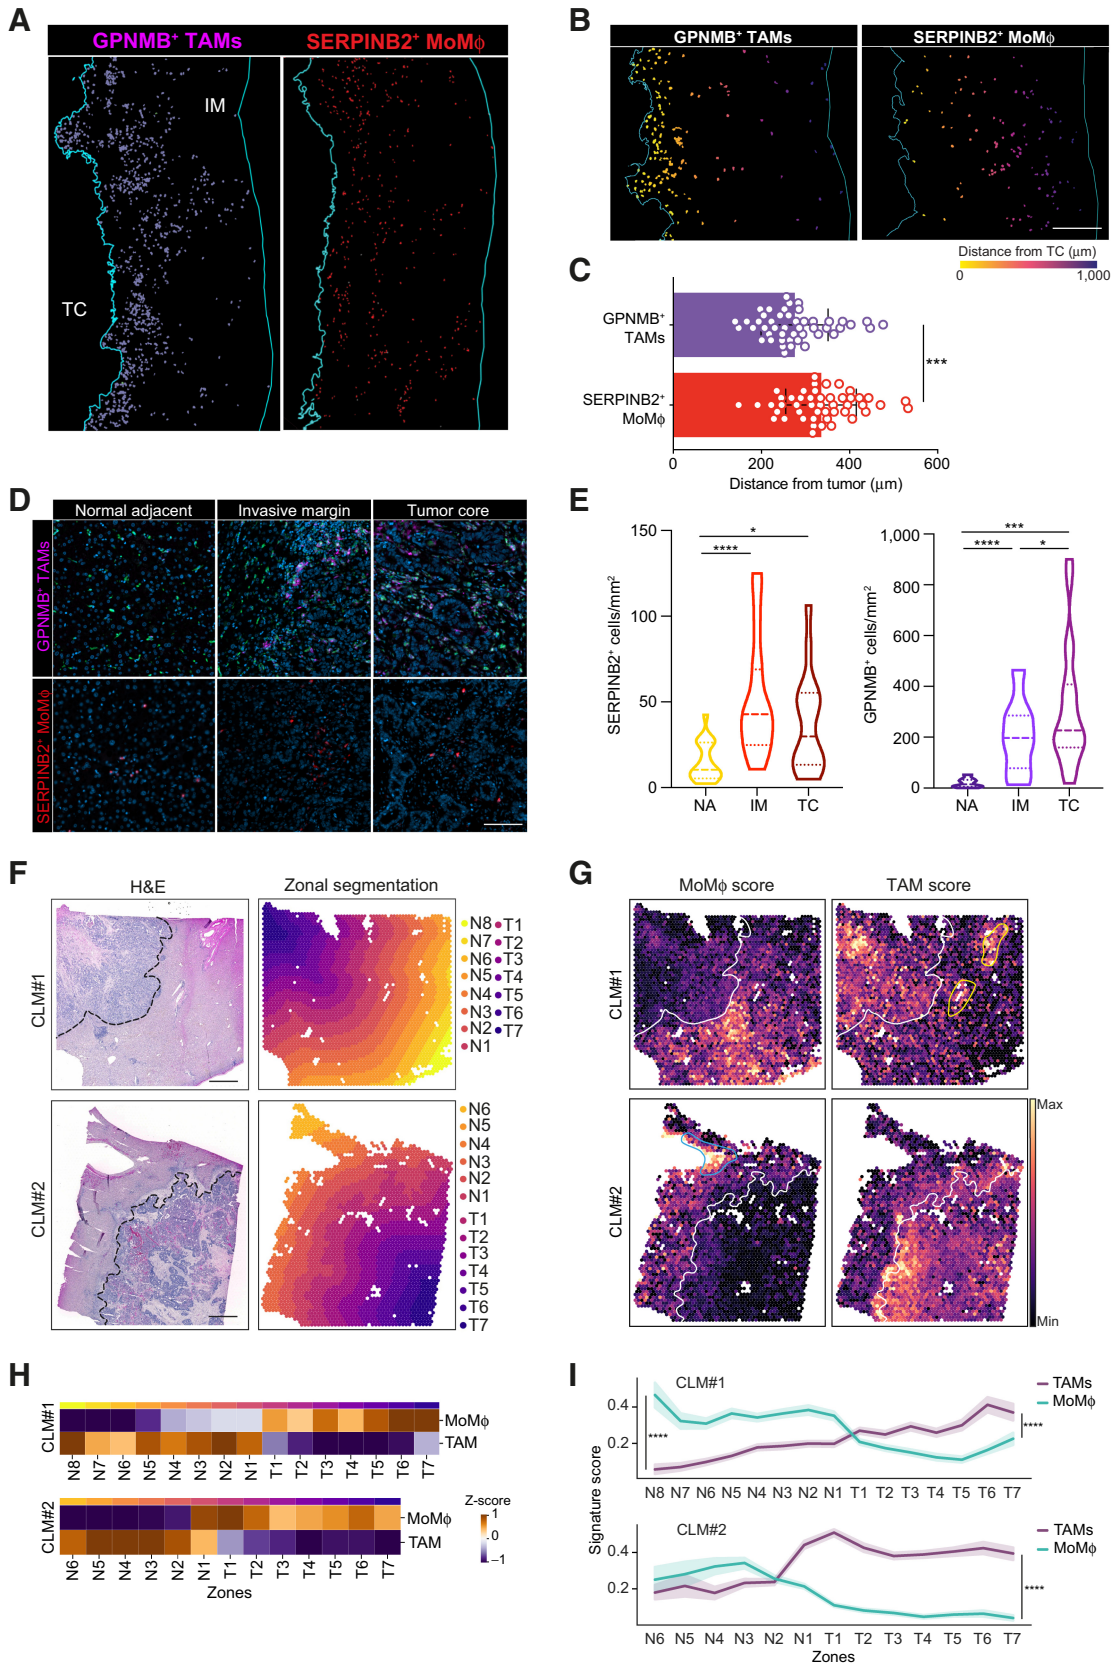 A
GPNMB⁺ TAMs
SERPINB2⁺ MoMϕ
IM
TC
B
GPNMB⁺ TAMs
SERPINB2⁺ MoMϕ
Distance from TC (μm)
0
1,000
C
GPNMB⁺
TAMs
SERPINB2⁺
MoMϕ
***
0
200
400
600
Distance from tumor (μm)
D
Normal adjacent
Invasive margin
Tumor core
GPNMB⁺ TAMs
SERPINB2⁺ MoMϕ
E
SERPINB2⁺ cells/mm²
150
100
50
0
*
****
NA
IM
TC
GPNMB⁺ cells/mm²
1,000
800
600
400
200
0
***
****
*
NA
IM
TC
F
H&E
Zonal segmentation
CLM#1
N8 T1
N7 T2
N6 T3
N5 T4
N4 T5
N3 T6
N2 T7
N1
CLM#2
N6
N5
N4
N3
N2
N1
T1
T2
T3
T4
T5
T6
T7
G
MoMϕ score
TAM score
CLM#1
CLM#2
Max
Min
H
CLM#1
MoMϕ
TAM
N8 N7 N6 N5 N4 N3 N2 N1 T1 T2 T3 T4 T5 T6 T7
CLM#2
MoMϕ
TAM
N6 N5 N4 N3 N2 N1 T1 T2 T3 T4 T5 T6 T7
Zones
Z-score
1
0
−1
I
Signature score
CLM#1
TAMs
MoMϕ
0.4
0.2
****
****
N8 N7 N6 N5 N4 N3 N2 N1 T1 T2 T3 T4 T5 T6 T7
CLM#2
TAMs
MoMϕ
0.4
0.2
****
N6 N5 N4 N3 N2 N1 T1 T2 T3 T4 T5 T6 T7
Zones